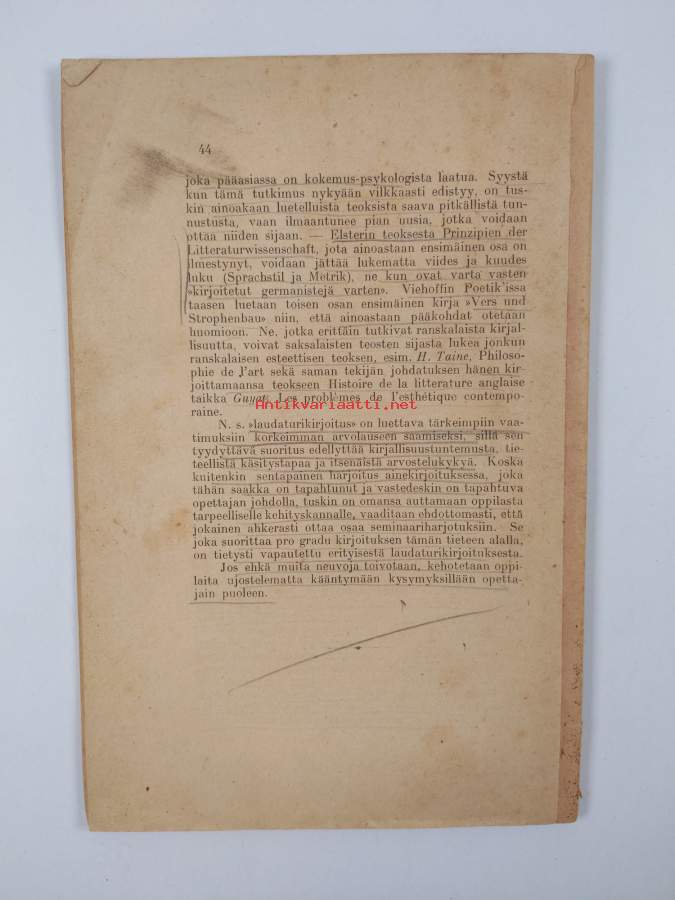 44
joka pääasiassa on kokemus-psykologista laatua. Syystä
kun tämä tutkimus nykyään vilkkaasti edistyy, on tus-
kin ainoakaan luetelluista teoksista saava pitkällistä tun-
nustusta, vaan ilmaantunee pian uusia, jotka voidaan
ottaa niiden sijaan. — Elsterin teoksesta Prinzipien der
Litteraturwissenschaft, jota ainoastaan ensimäinen osa on
ilmestynyt, voidaan jättää lukematta viides ja kuudes
luku (Sprachstil ja Metrik), ne kun ovat varta vasten
»kirjoitetut germanistejä varten». Viehoffin Poetik'issa
taasen luetaan toisen osan ensimäinen kirja »Vers und
Strophenbau» niin, että ainoastaan pääkohdat otetaan
huomioon. Ne. jotka erittäin tutkivat ranskalaista kirjal-
lisuutta, voivat saksalaisten teosten sijasta lukea jonkun
ranskalaisen esteettisen teoksen, esim. H. Taine, Philoso-
phie de l'art sekä saman tekijän johdatuksen hänen kir-
joittamaansa teokseen Histoire de la litterature anglaise
taikka Guyau Les problèmes de l'esthétique contempo-
raine.
Antikvariaatti.net
N. s. »laudaturikirjoitus» on luettava tärkeimpiin vaa-
timuksiin korkeimman arvolauseen saamiseksi, sillä sen
tyydyttävä suoritus edellyttää kirjallisuustuntemusta, tie-
teellistä käsitystapaa ja itsenäistä arvostelukykyä. Koska
kuitenkin sentapainen harjoitus ainekirjoituksessa, joka
tähän saakka on tapahtunut ja vastedeskin on tapahtuva
opettajan johdolla, tuskin on omansa auttamaan oppilasta
tarpeelliselle kehityskannalle, vaaditaan ehdottomasti, että
jokainen ahkerasti ottaa osaa seminaariharjotuksiin. Se
joka suorittaa pro gradu kirjoituksen tämän tieteen alalla,
on tietysti vapautettu erityisestä laudaturikirjoituksesta.
Jos ehkä muita neuvoja toivotaan, kehotetaan oppi-
laita ujostelematta kääntymään kysymyksillään opetta-
jain puoleen.